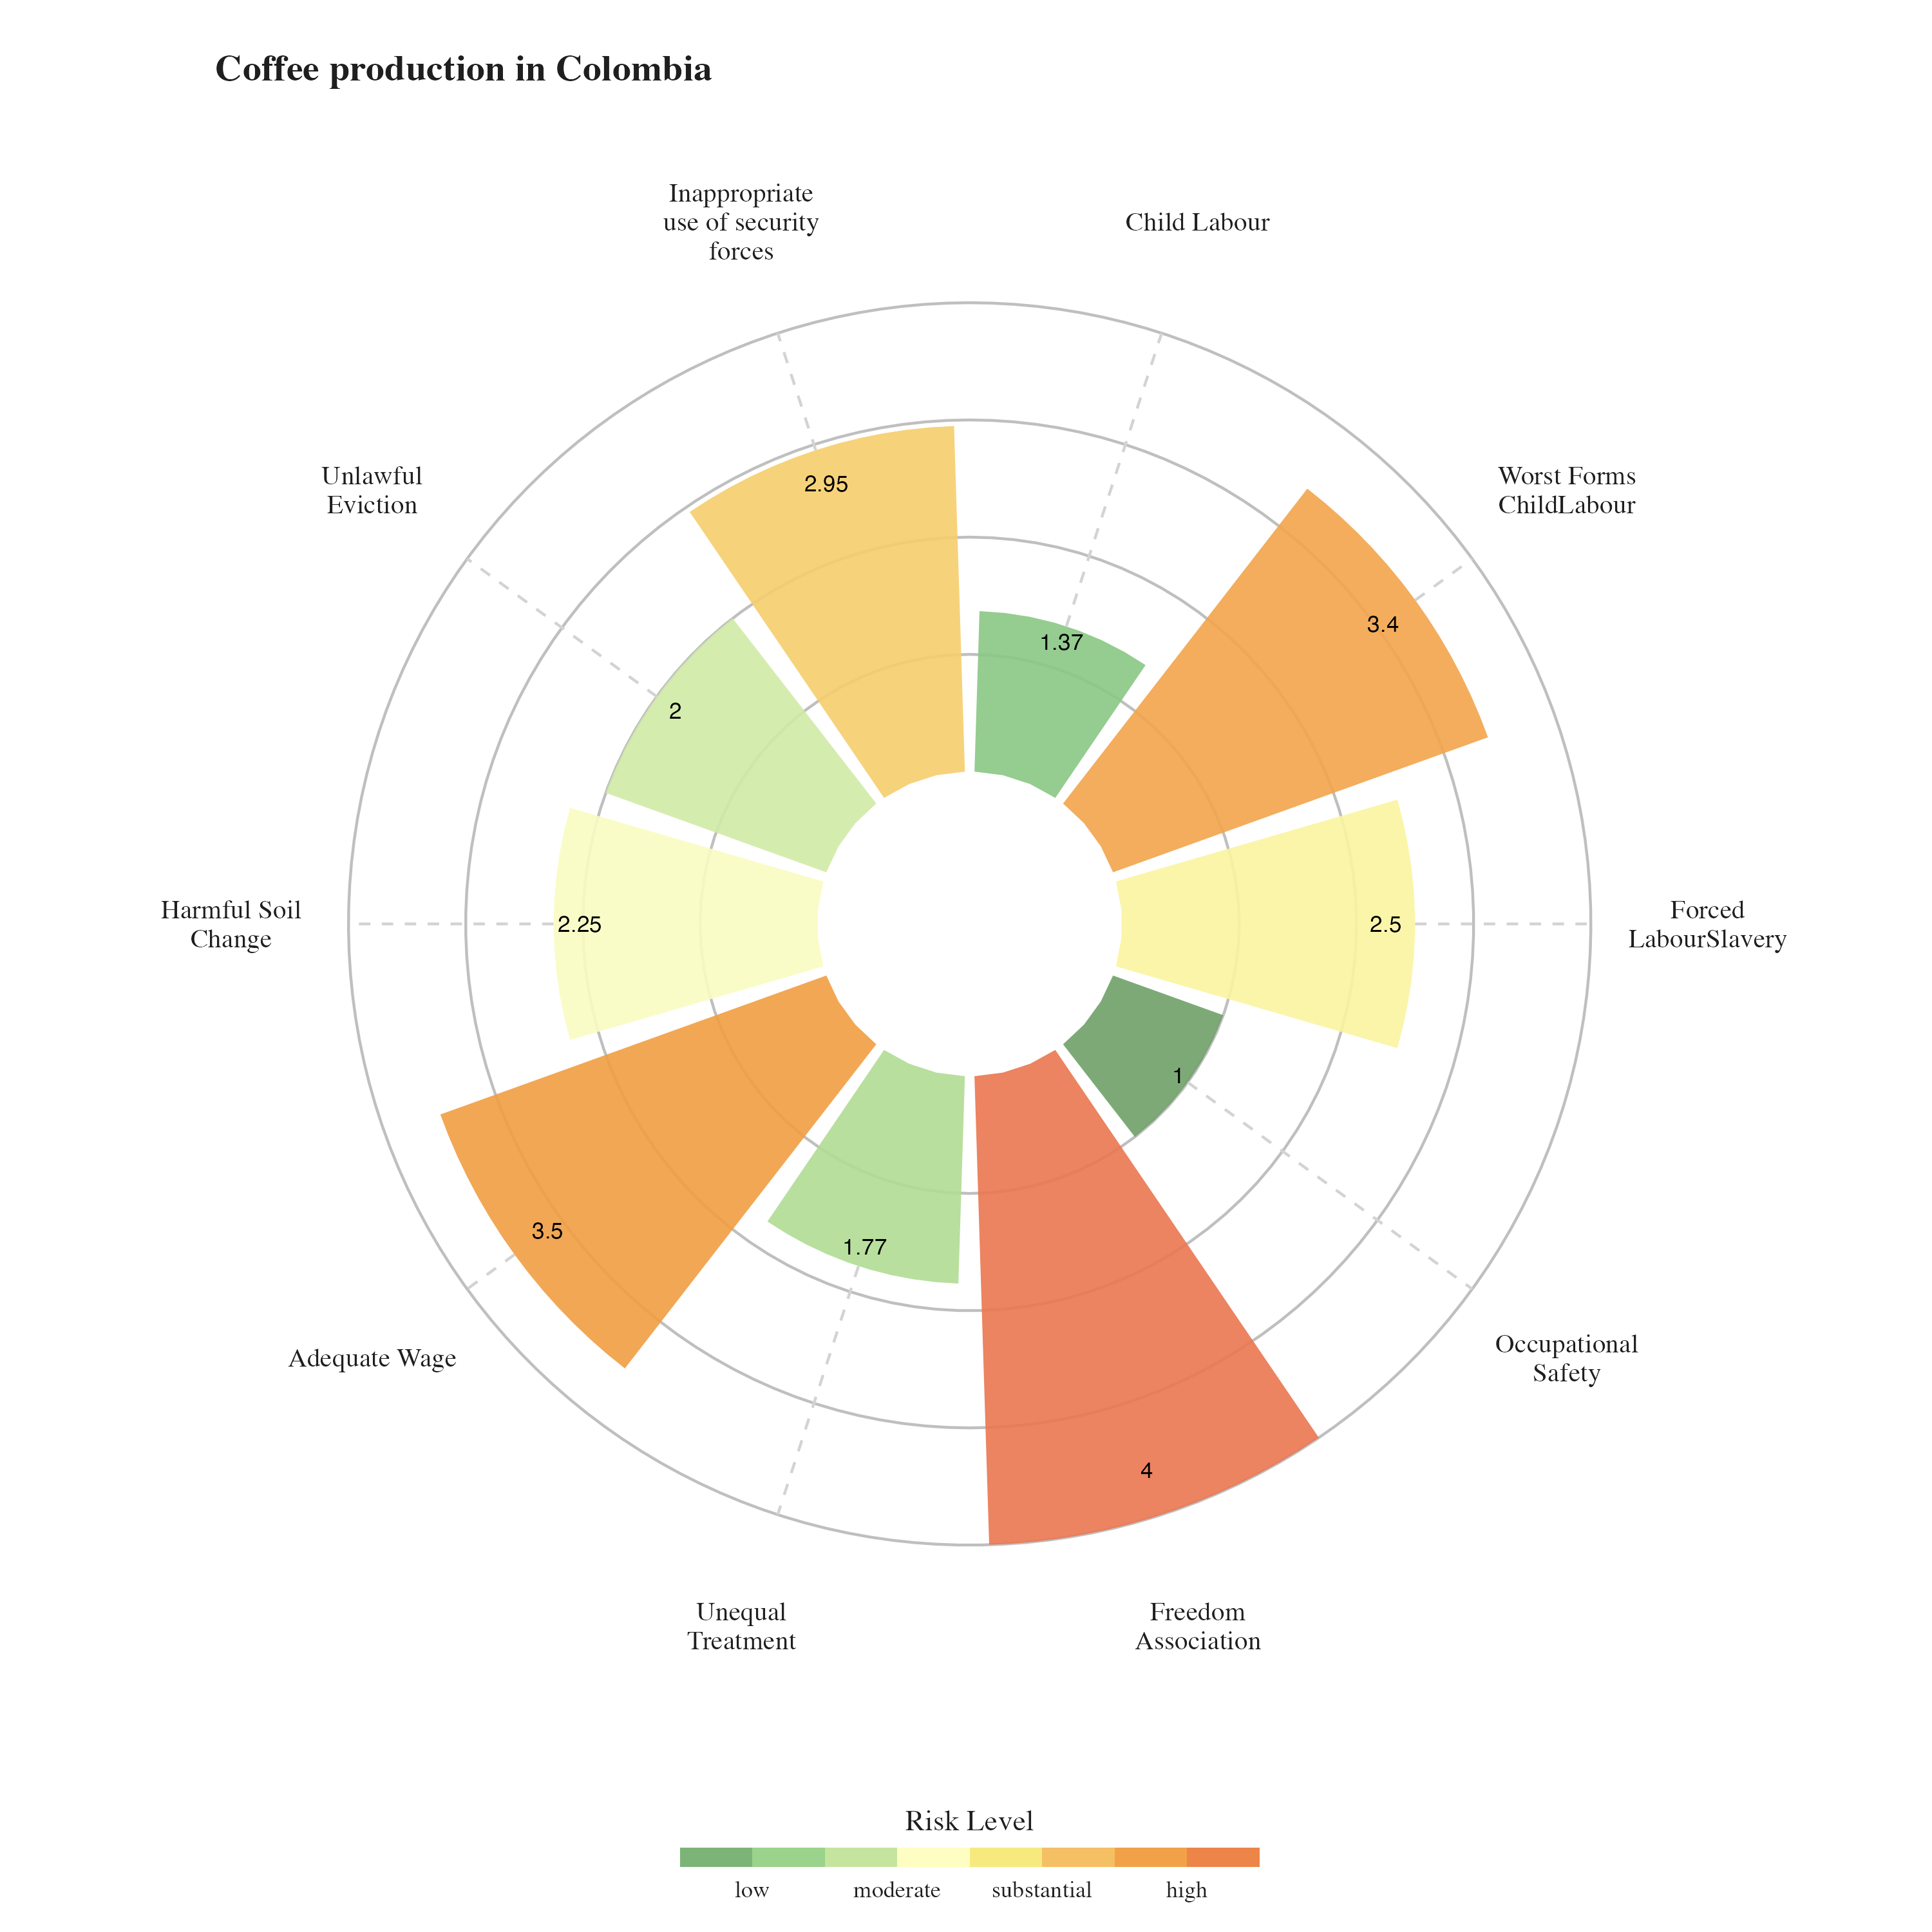 Coffee production in Colombia
Inappropriate
use of security
forces
Child Labour
Unlawful
Eviction
Worst Forms
ChildLabour
2.95
1.37
3.4
2
Harmful Soil
Change
2.25
2.5
Forced
LabourSlavery
1
3.5
1.77
4
Adequate Wage
Occupational
Safety
Unequal
Treatment
Freedom
Association
Risk Level
low moderate substantial high